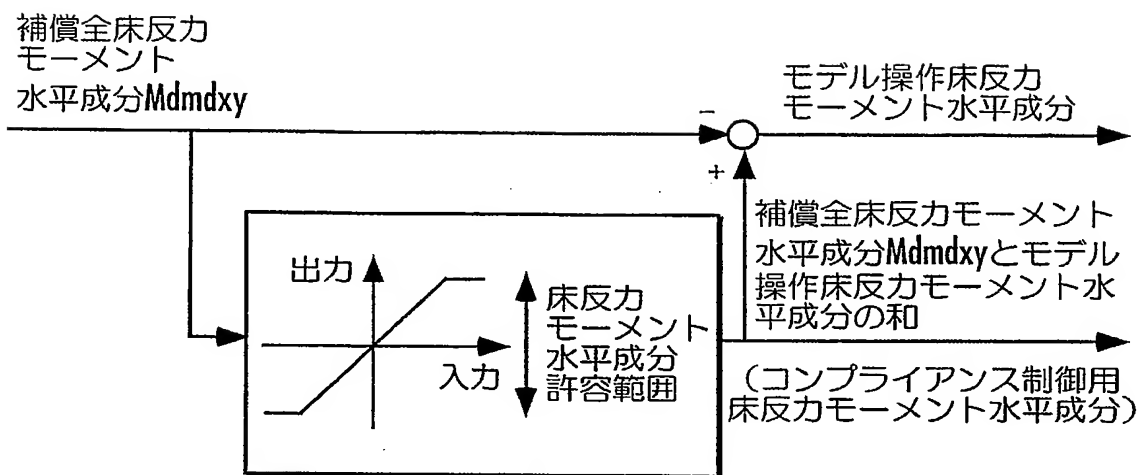 補償全床反力
モーメント
水平成分Mdmdxy
モデル操作床反力
モーメント水平成分
−
+
補償全床反力モーメント
水平成分Mdmdxyとモデル
操作床反力モーメント水
平成分の和
出力
入力
床反力
モーメント
水平成分
許容範囲
（コンプライアンス制御用
床反力モーメント水平成分）